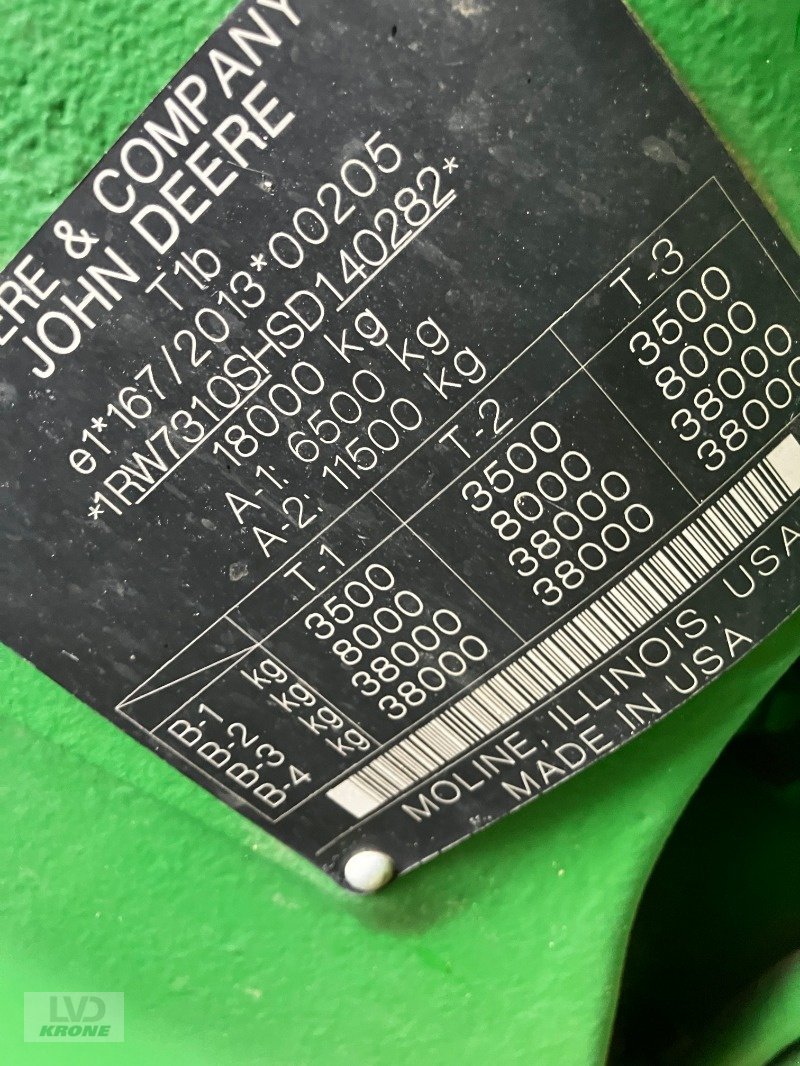 ERE & COMPANY
JOHN DEERE
T1b
e1*167/2013*00205
*1RW7310SHSD140282*
18000 kg
A-1: 6500 kg
A-2: 11500 kg
T-1 T-2 T-3
B-1 kg 3500 3500 3500
B-2 kg 8000 8000 8000
B-3 kg 38000 38000 38000
B-4 kg 38000 38000 38000
MOLINE, ILLINOIS, USA
MADE IN USA
LVD
KRONE